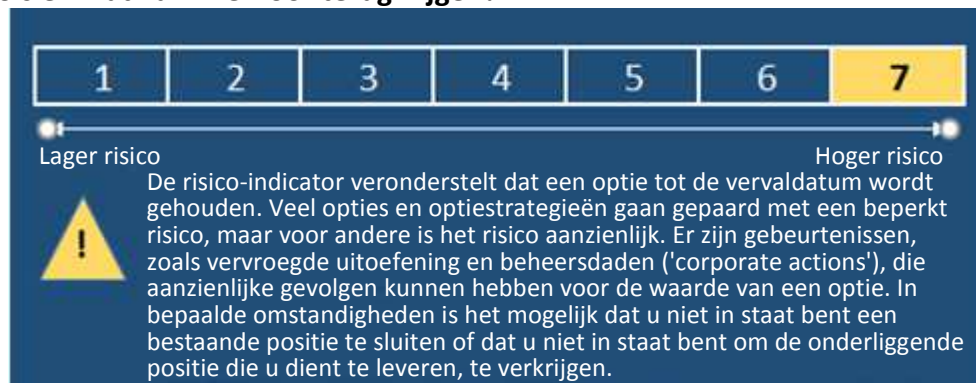 1 2 3 4 5 6 7
Lager risico Hoger risico
De risico-indicator veronderstelt dat een optie tot de vervaldatum wordt
gehouden. Veel opties en optiestrategieën gaan gepaard met een beperkt
! risico, maar voor andere is het risico aanzienlijk. Er zijn gebeurtenissen,
zoals vervroegde uitoefening en beheersdaden ('corporate actions'), die
aanzienlijke gevolgen kunnen hebben voor de waarde van een optie. In
bepaalde omstandigheden is het mogelijk dat u niet in staat bent een
bestaande positie te sluiten of dat u niet in staat bent om de onderliggende
positie die u dient te leveren, te verkrijgen.